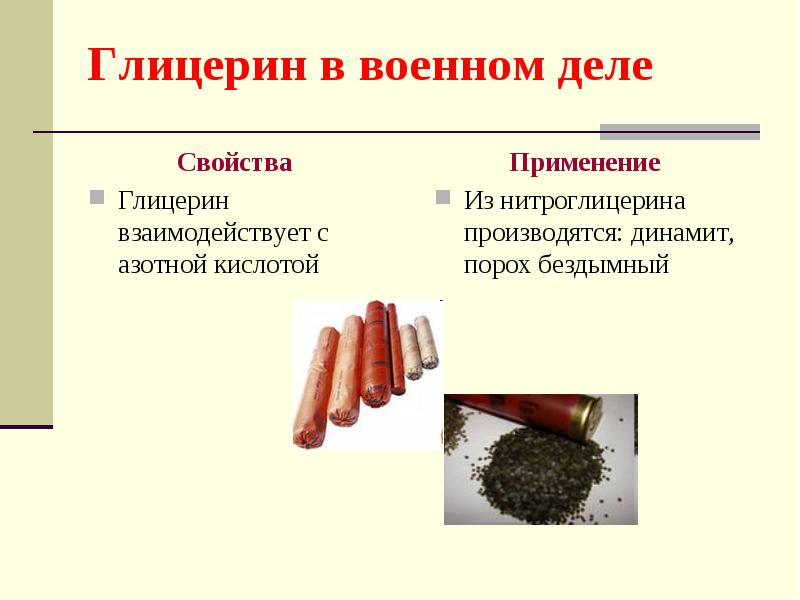 Глицерин в военном деле
Свойства
Глицерин
взаимодействует с
азотной кислотой
Применение
Из нитроглицерина
производятся: динамит,
порох бездымный